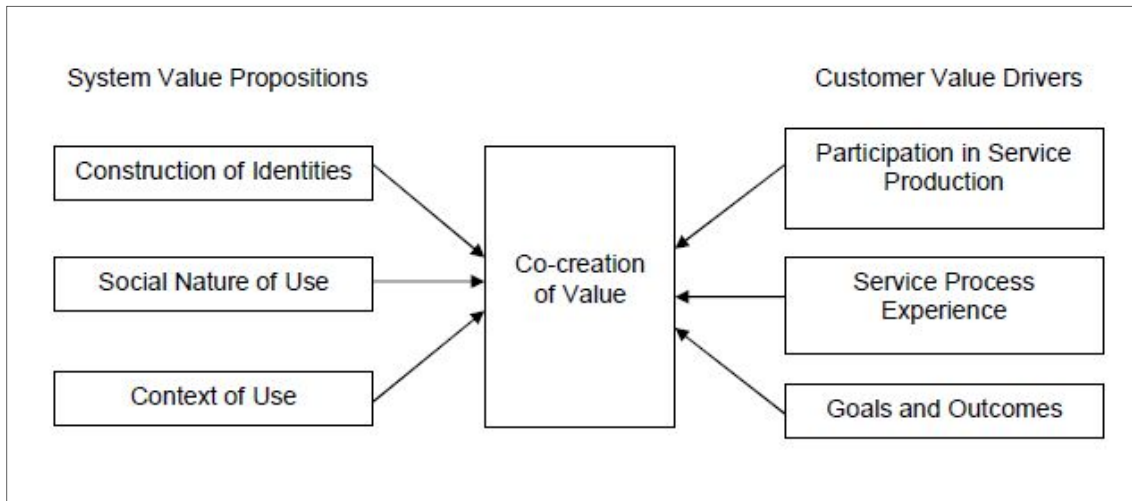 System Value Propositions
Construction of Identities
Social Nature of Use
Context of Use
Co-creation
of Value
Customer Value Drivers
Participation in Service
Production
Service Process
Experience
Goals and Outcomes